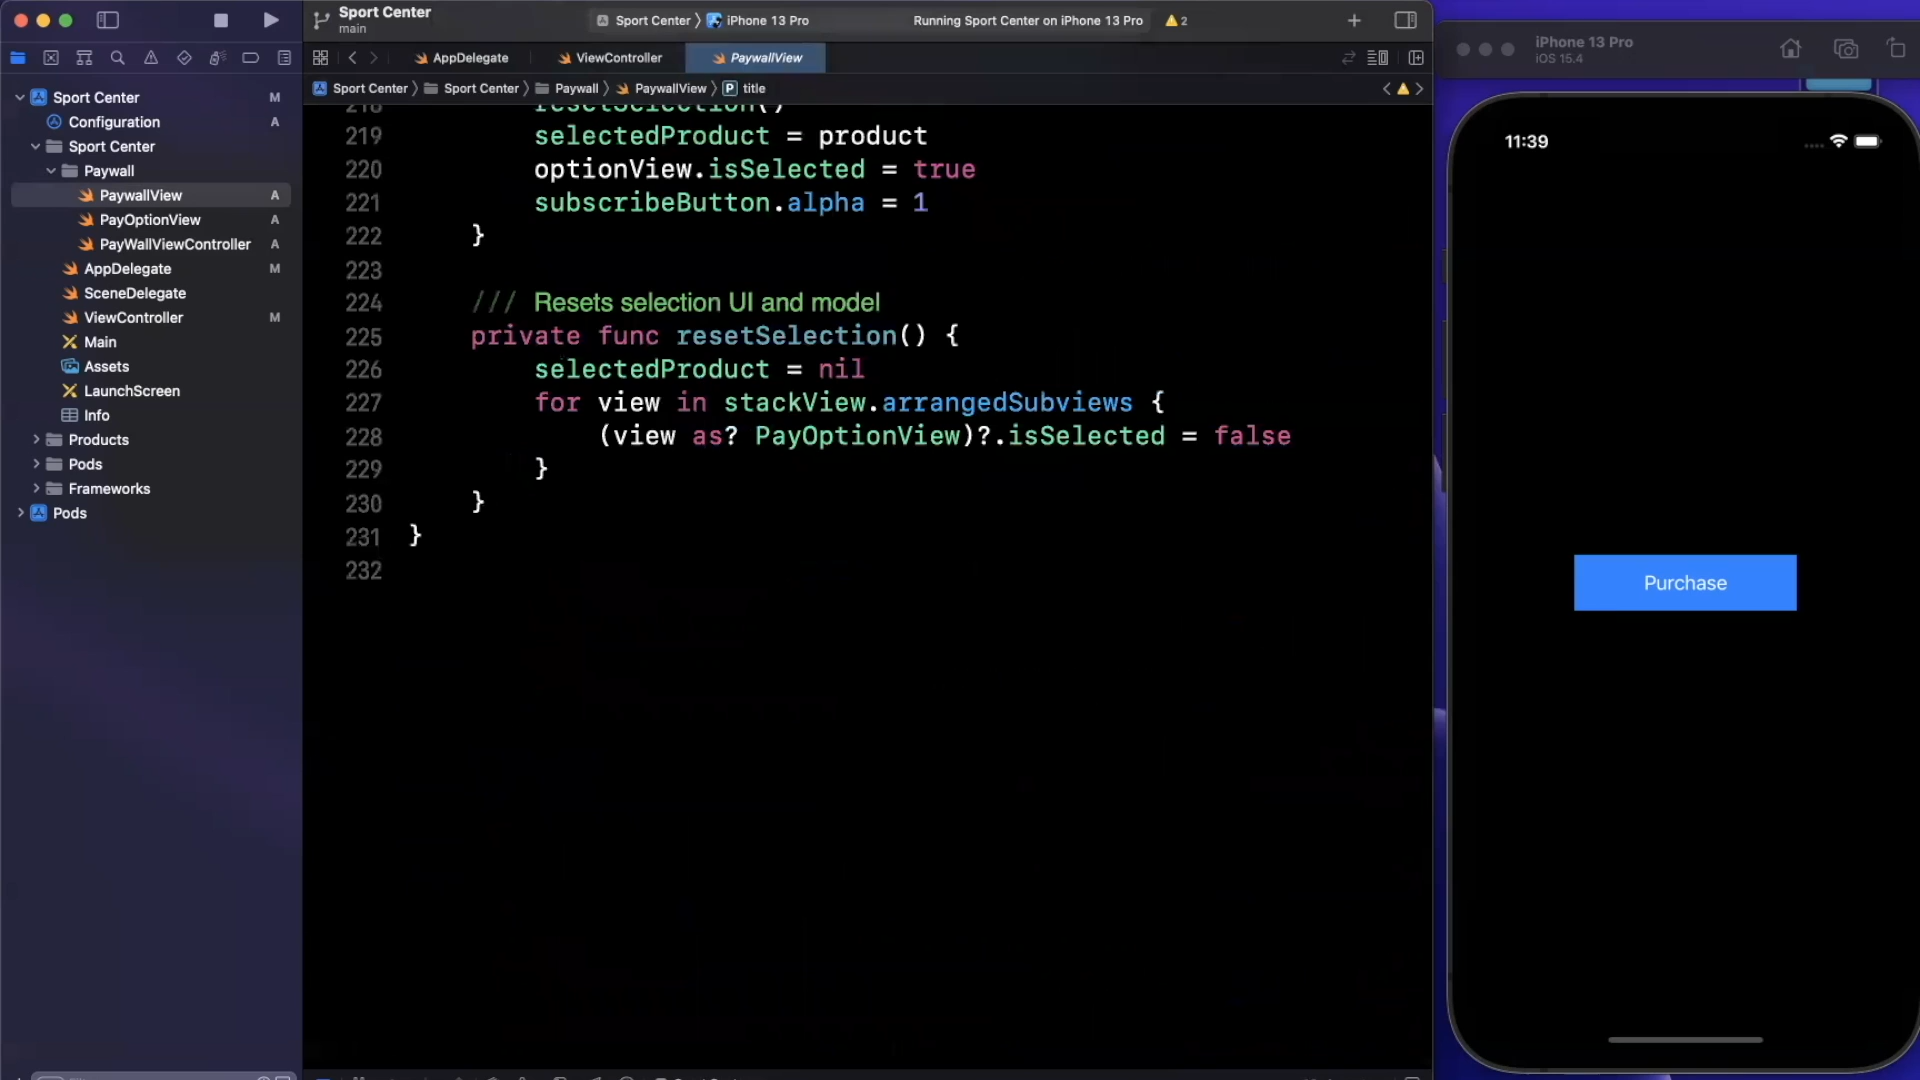 Sport Center
main
Sport Center
iPhone 13 Pro
Running Sport Center on iPhone 13 Pro
2
AppDelegate
ViewController
PaywallView
Sport Center
Sport Center
Paywall
PaywallView
P
title
Sport Center M
Configuration A
Sport Center
Paywall
PaywallView A
PayOptionView A
PayWallViewController A
AppDelegate M
SceneDelegate
ViewController M
Main
Assets
LaunchScreen
Info
Products
Pods
Frameworks
Pods
218 resetSelection()
219 selectedProduct = product
220 optionView.isSelected = true
221 subscribeButton.alpha = 1
222 }
223
224 /// Resets selection UI and model
225 private func resetSelection() {
226 selectedProduct = nil
227 for view in stackView.arrangedSubviews {
228 (view as? PayOptionView)?.isSelected = false
229 }
230 }
231 }
232
iPhone 13 Pro
iOS 15.4
11:39
Purchase